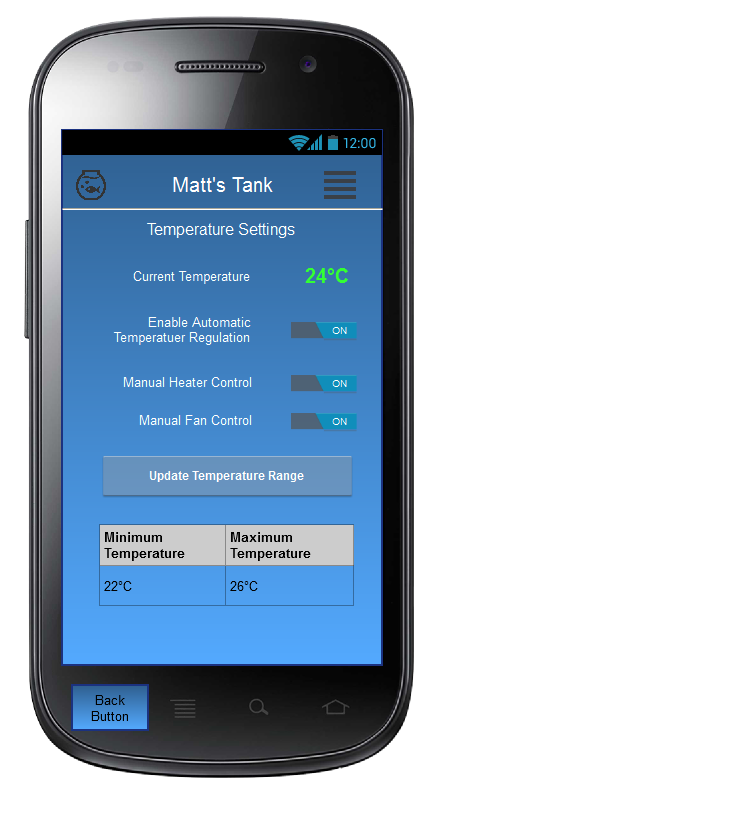 12:00
Matt's Tank
Temperature Settings
Current Temperature
24°C
Enable Automatic
Temperatuer Regulation
ON
Manual Heater Control
ON
Manual Fan Control
ON
Update Temperature Range
Minimum
Temperature
Maximum
Temperature
22°C
26°C
Back
Button